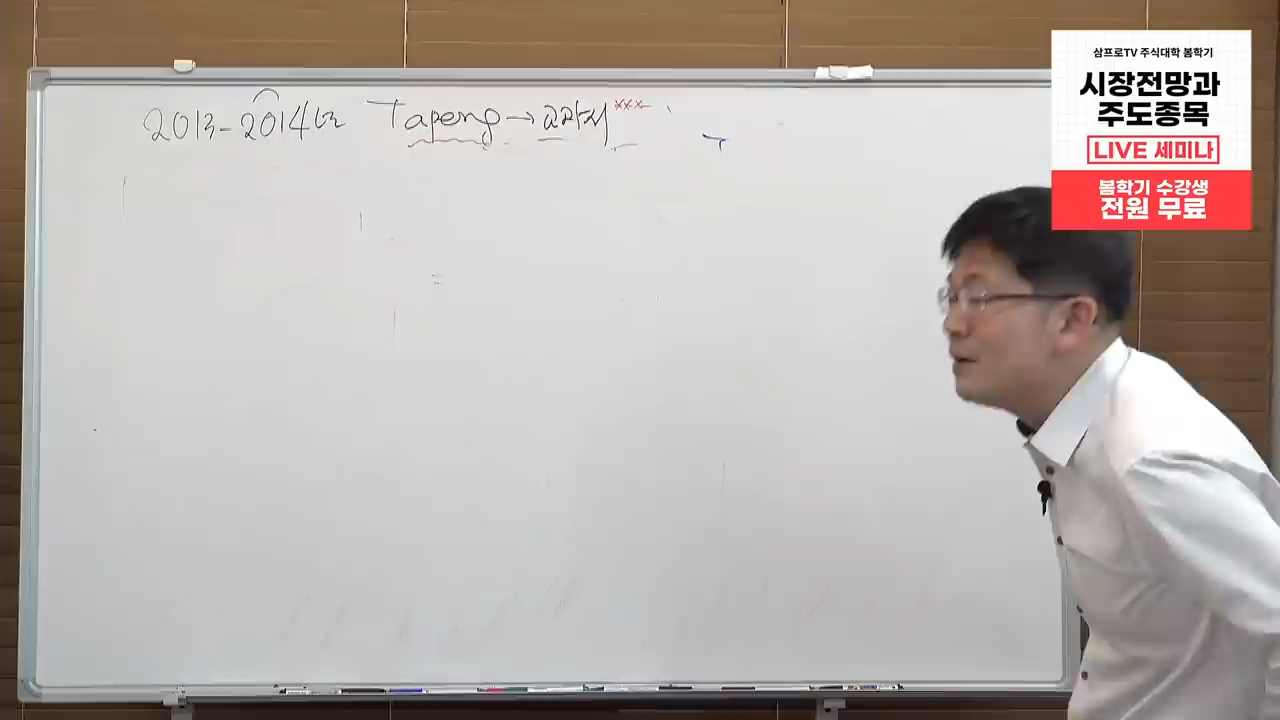 2013-2014년 Tapering → 교과서 xxx
삼프로TV 주식대학 봄학기
시장전망과
주도종목
LIVE 세미나
봄학기 수강생
전원 무료